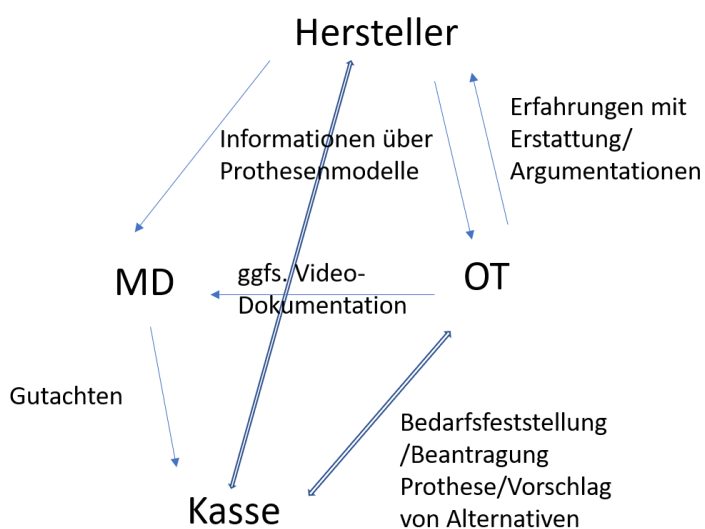 Hersteller
Erfahrungen mit
Erstattung/
Argumentationen
Informationen über
Prothesenmodelle
MD
ggfs. Video-
Dokumentation
OT
Gutachten
Bedarfsfeststellung
/Beantragung
Prothese/Vorschlag
von Alternativen
Kasse